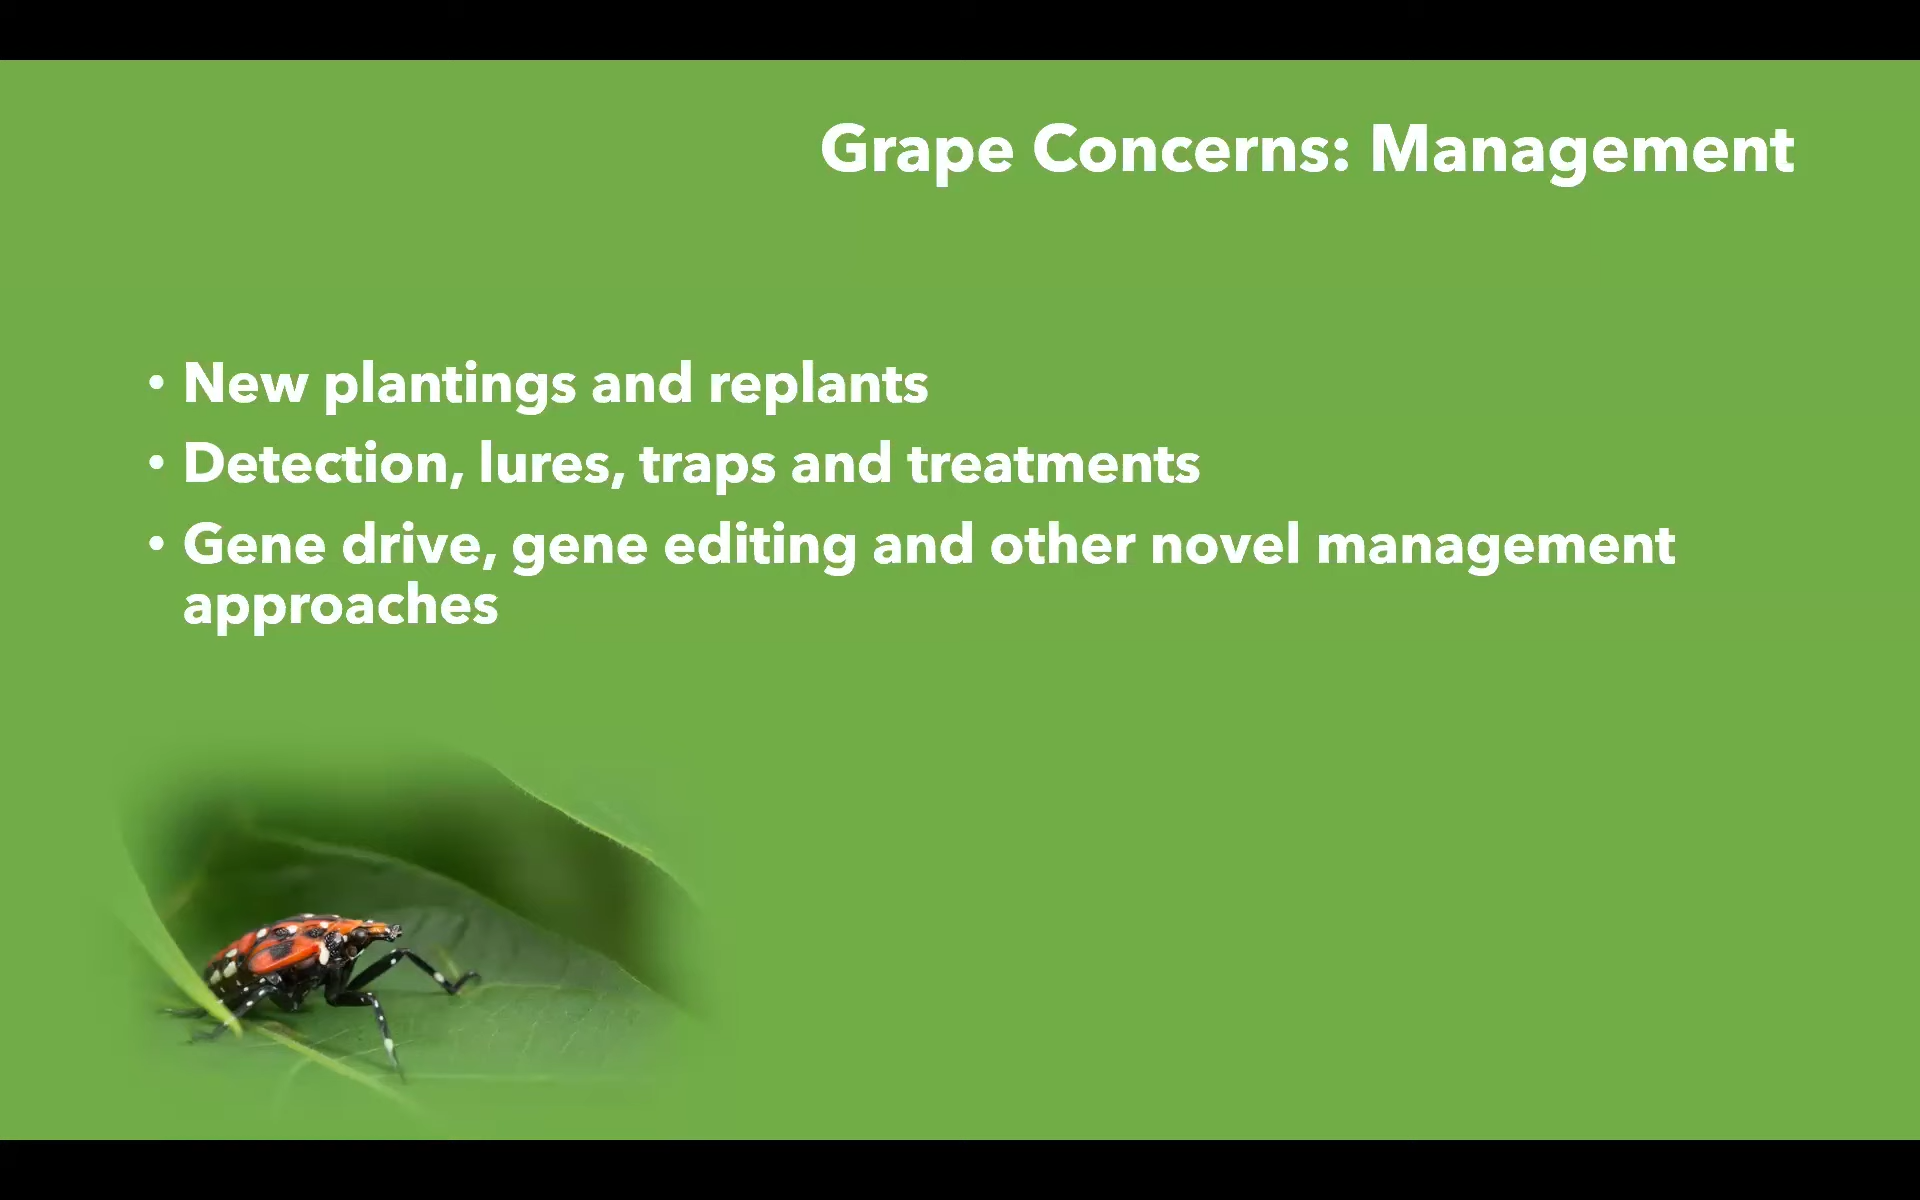 Grape Concerns: Management
• New plantings and replants
• Detection, lures, traps and treatments
• Gene drive, gene editing and other novel management
approaches